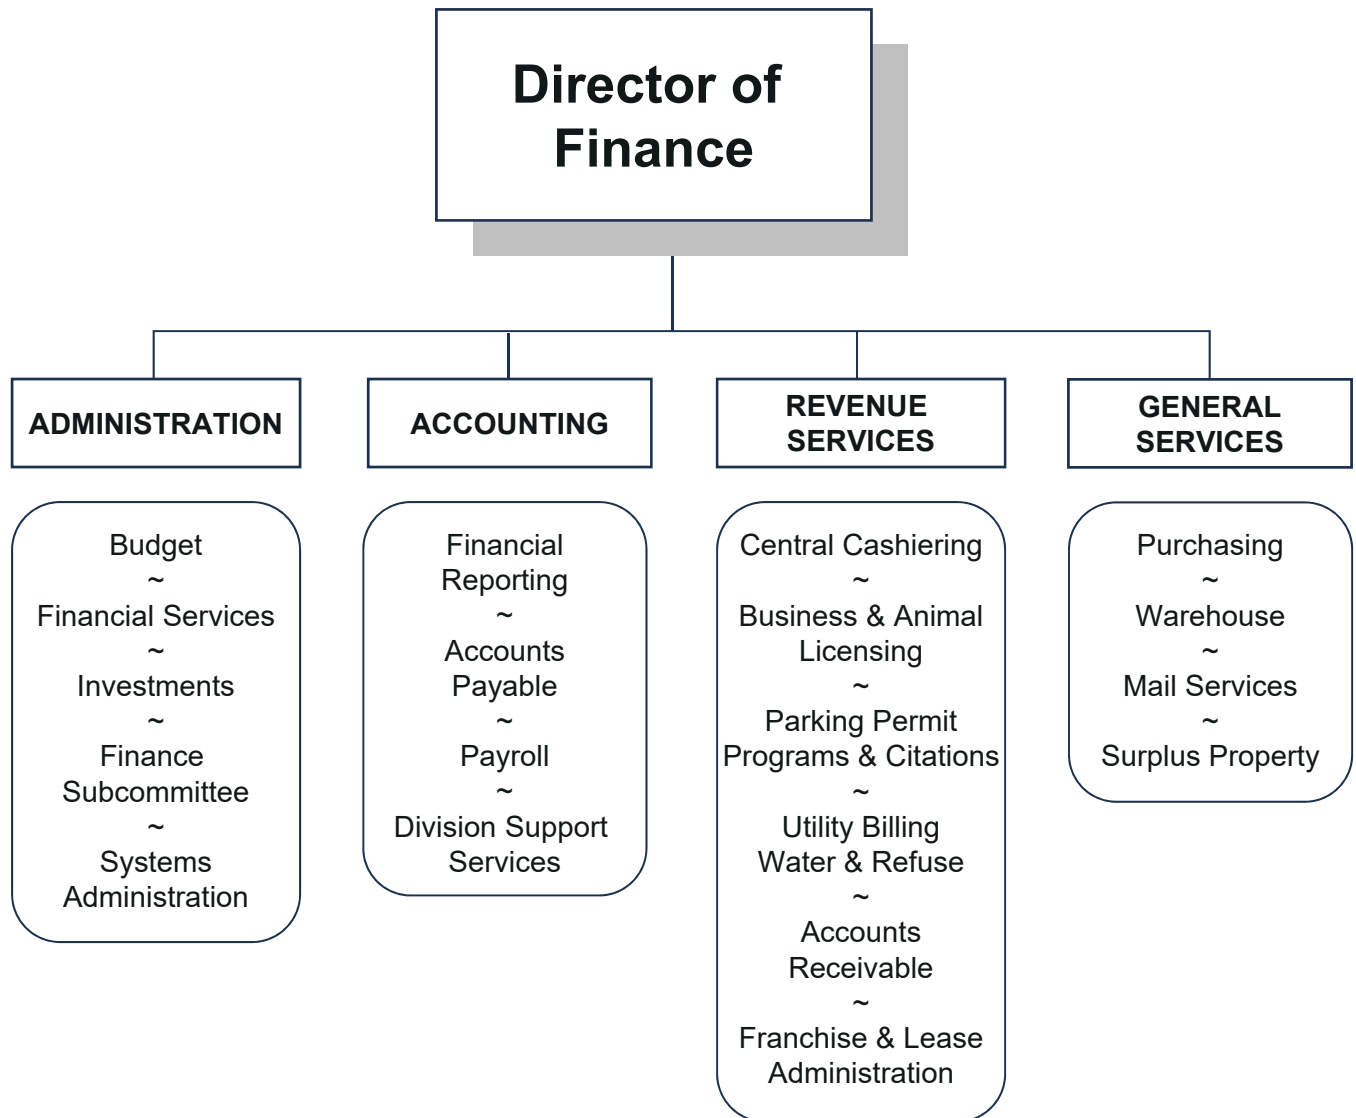 Director of
Finance
ADMINISTRATION
ACCOUNTING
REVENUE
SERVICES
GENERAL
SERVICES
Budget
~
Financial Services
~
Investments
~
Finance
Subcommittee
~
Systems
Administration
Financial
Reporting
~
Accounts
Payable
~
Payroll
~
Division Support
Services
Central Cashiering
~
Business & Animal
Licensing
~
Parking Permit
Programs & Citations
~
Utility Billing
Water & Refuse
~
Accounts
Receivable
~
Franchise & Lease
Administration
Purchasing
~
Warehouse
~
Mail Services
~
Surplus Property